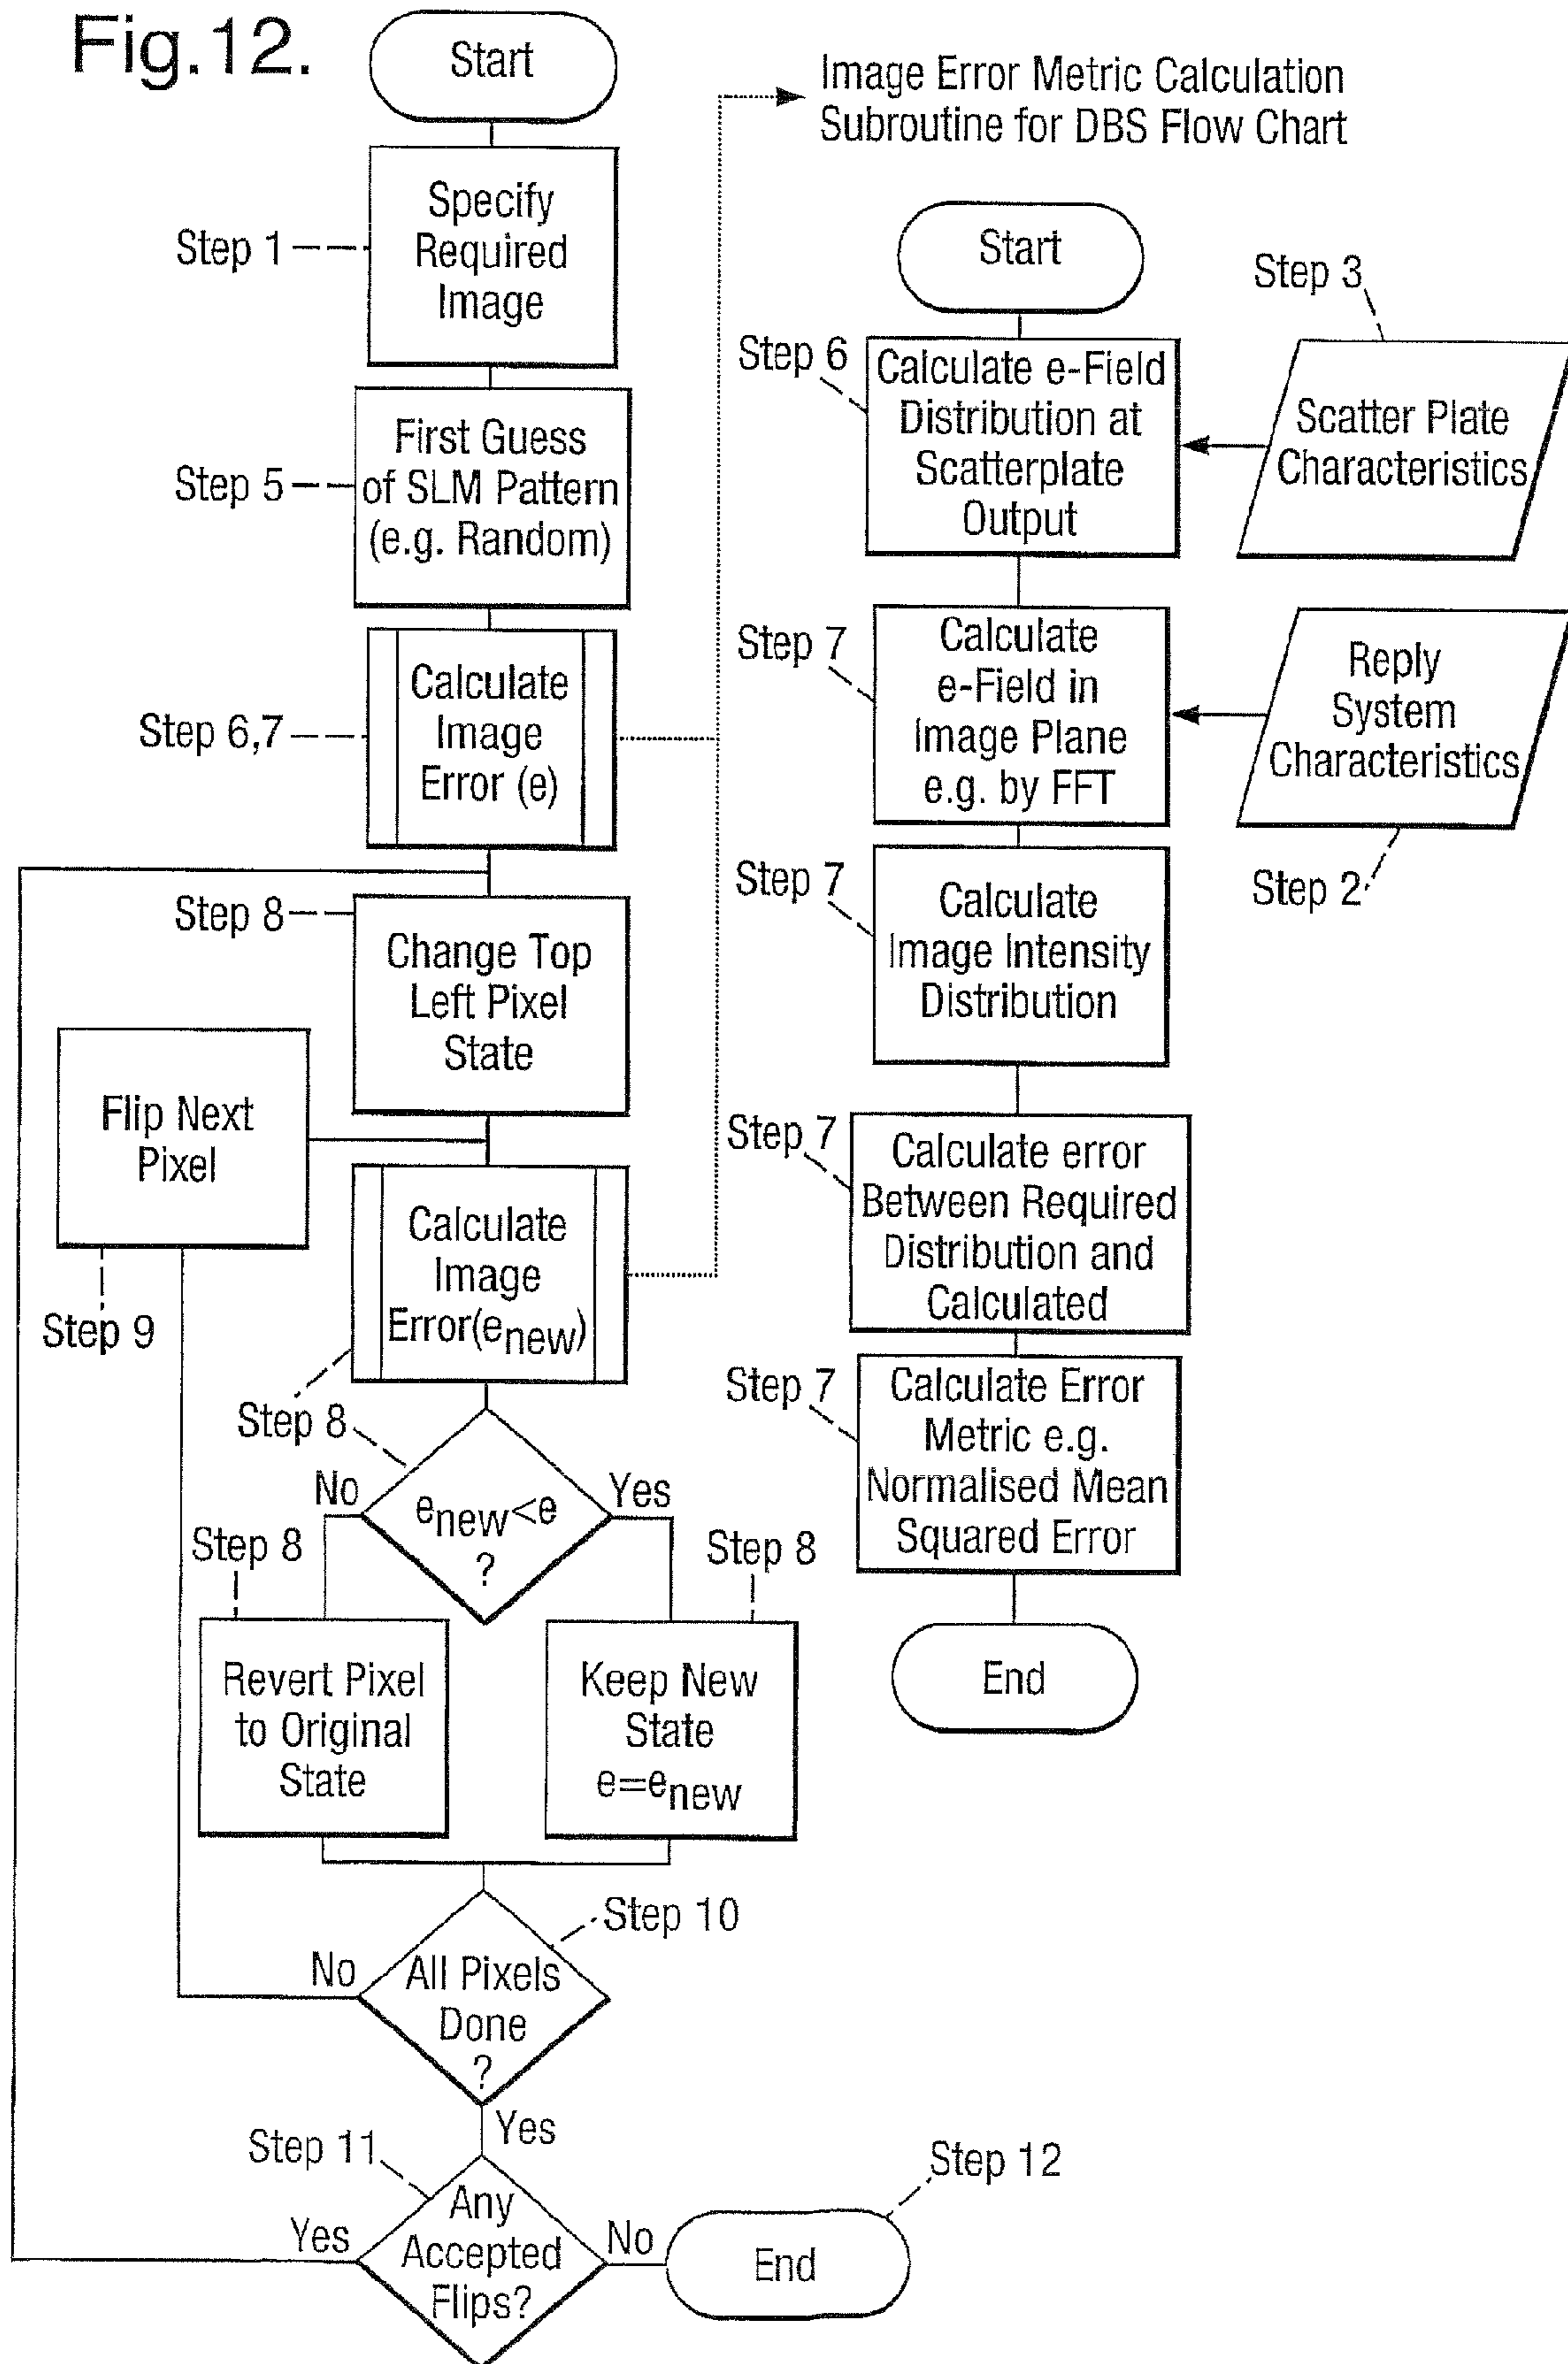 Fig.12.
Start
Step 1
Specify
Required
Image
Step 5
First Guess
of SLM Pattern
(e.g. Random)
Step 6,7
Calculate
Image
Error (e)
Step 8
Change Top
Left Pixel
State
Flip Next
Pixel
Step 9
Calculate
Image
Error(enew)
Step 8
No
enew<e
?
Yes
Step 8
Step 8
Revert Pixel
to Original
State
Keep New
State
e=enew
Step 10
No
All Pixels
Done
?
Yes
Step 11
Yes
Any
Accepted
Flips?
No
End
Step 12
Image Error Metric Calculation
Subroutine for DBS Flow Chart
Start
Step 3
Step 6
Calculate e-Field
Distribution at
Scatterplate
Output
Scatter Plate
Characteristics
Step 7
Calculate
e-Field in
Image Plane
e.g. by FFT
Reply
System
Characteristics
Step 2
Step 7
Calculate
Image Intensity
Distribution
Step 7
Calculate error
Between Required
Distribution and
Calculated
Step 7
Calculate Error
Metric e.g.
Normalised Mean
Squared Error
End